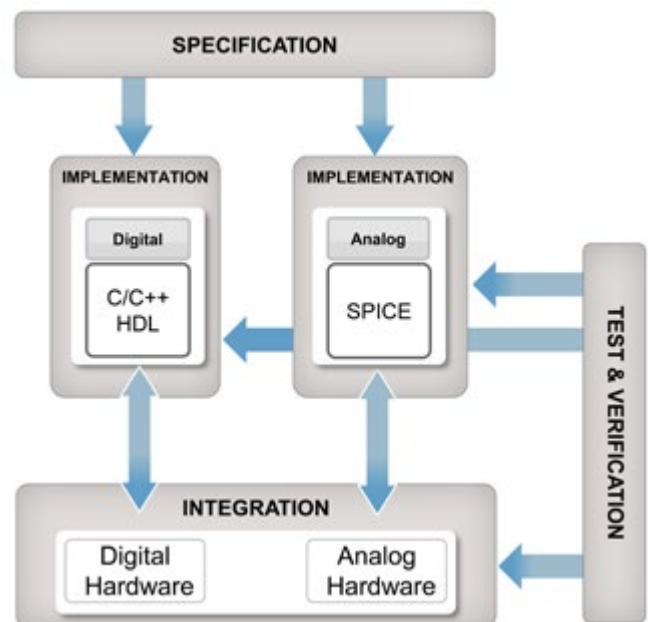 SPECIFICATION
IMPLEMENTATION
Digital
C/C++
HDL
IMPLEMENTATION
Analog
SPICE
TEST & VERIFICATION
INTEGRATION
Digital
Hardware
Analog
Hardware